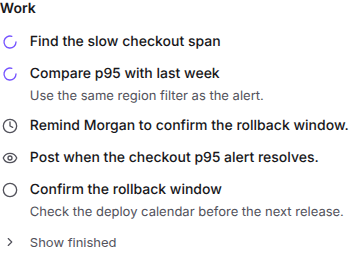 Work
Find the slow checkout span
Compare p95 with last week
Use the same region filter as the alert.
Remind Morgan to confirm the rollback window.
Post when the checkout p95 alert resolves.
Confirm the rollback window
Check the deploy calendar before the next release.
Show finished